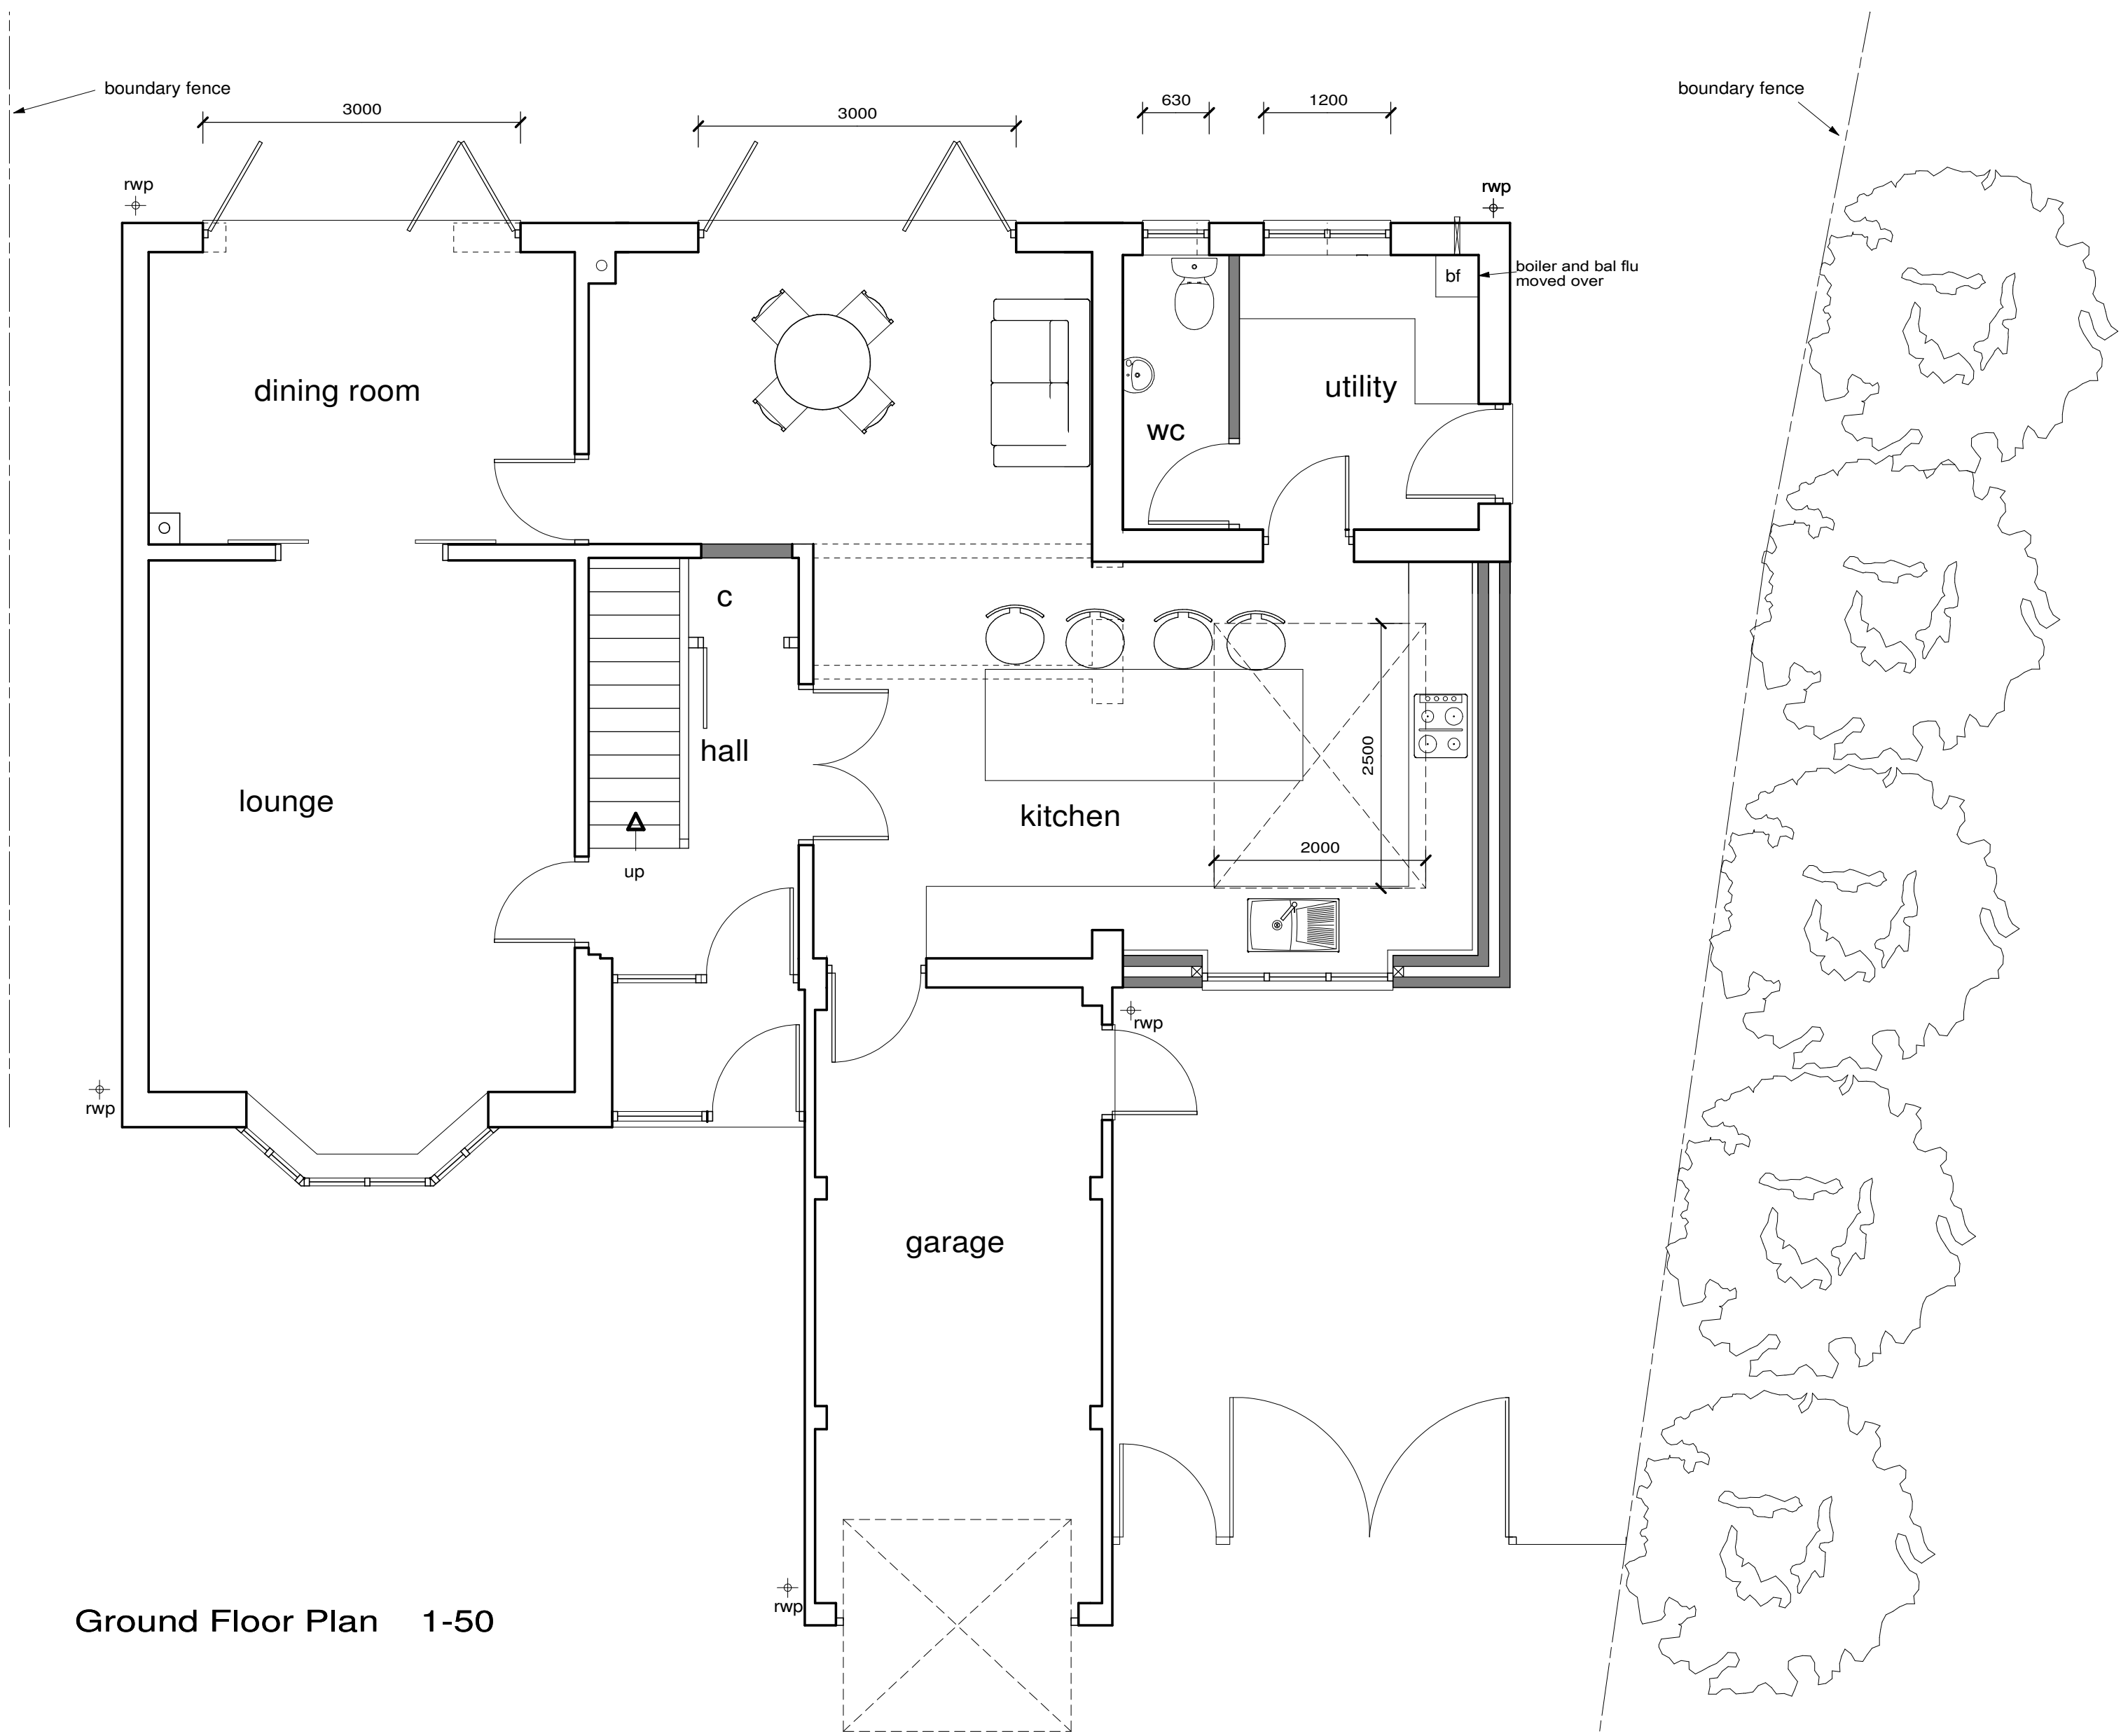 boundary fence
boundary fence
3000
3000
630
1200
rwp
rwp
boiler and bal flu
moved over
bf
dining room
utility
wc
c
hall
2500
lounge
kitchen
2000
up
rwp
rwp
garage
rwp
Ground Floor Plan 1-50